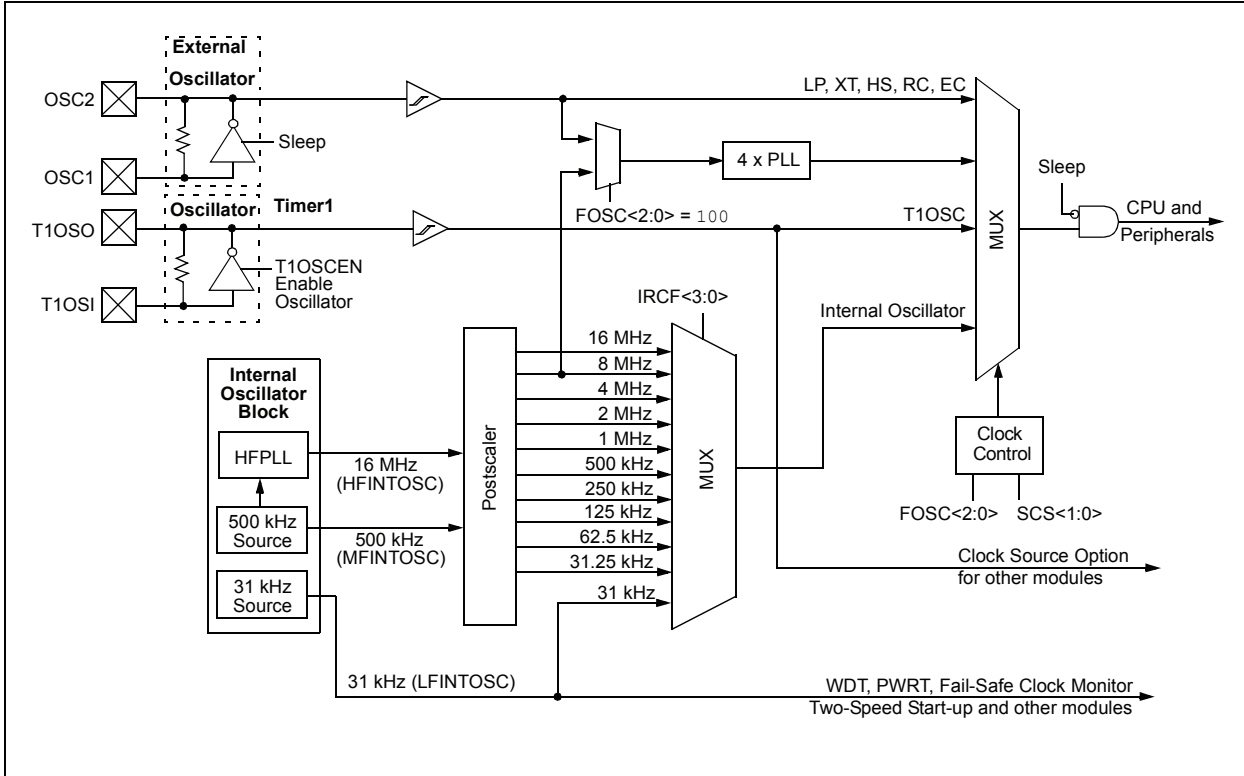 External
Oscillator
OSC2
Sleep
OSC1
LP, XT, HS, RC, EC
4 x PLL
FOSC<2:0> = 100
Sleep
CPU and
Peripherals
MUX
Oscillator
Timer1
T1OSO
T1OSC
T1OSCEN
Enable
Oscillator
T1OSI
IRCF<3:0>
Internal Oscillator
Internal
Oscillator
Block
HFPLL
500 kHz
Source
31 kHz
Source
16 MHz
(HFINTOSC)
500 kHz
(MFINTOSC)
Postscaler
16 MHz
8 MHz
4 MHz
2 MHz
1 MHz
500 kHz
250 kHz
125 kHz
62.5 kHz
31.25 kHz
31 kHz
MUX
Clock
Control
FOSC<2:0>
SCS<1:0>
Clock Source Option
for other modules
31 kHz (LFINTOSC)
WDT, PWRT, Fail-Safe Clock Monitor
Two-Speed Start-up and other modules